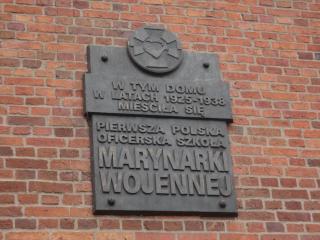 W TYM DOMU
W LATACH 1925-1938
MIEŚCIŁA SIĘ
PIERWSZA POLSKA
OFICERSKA SZKOŁA
MARYNARKI
WOJENNEJ